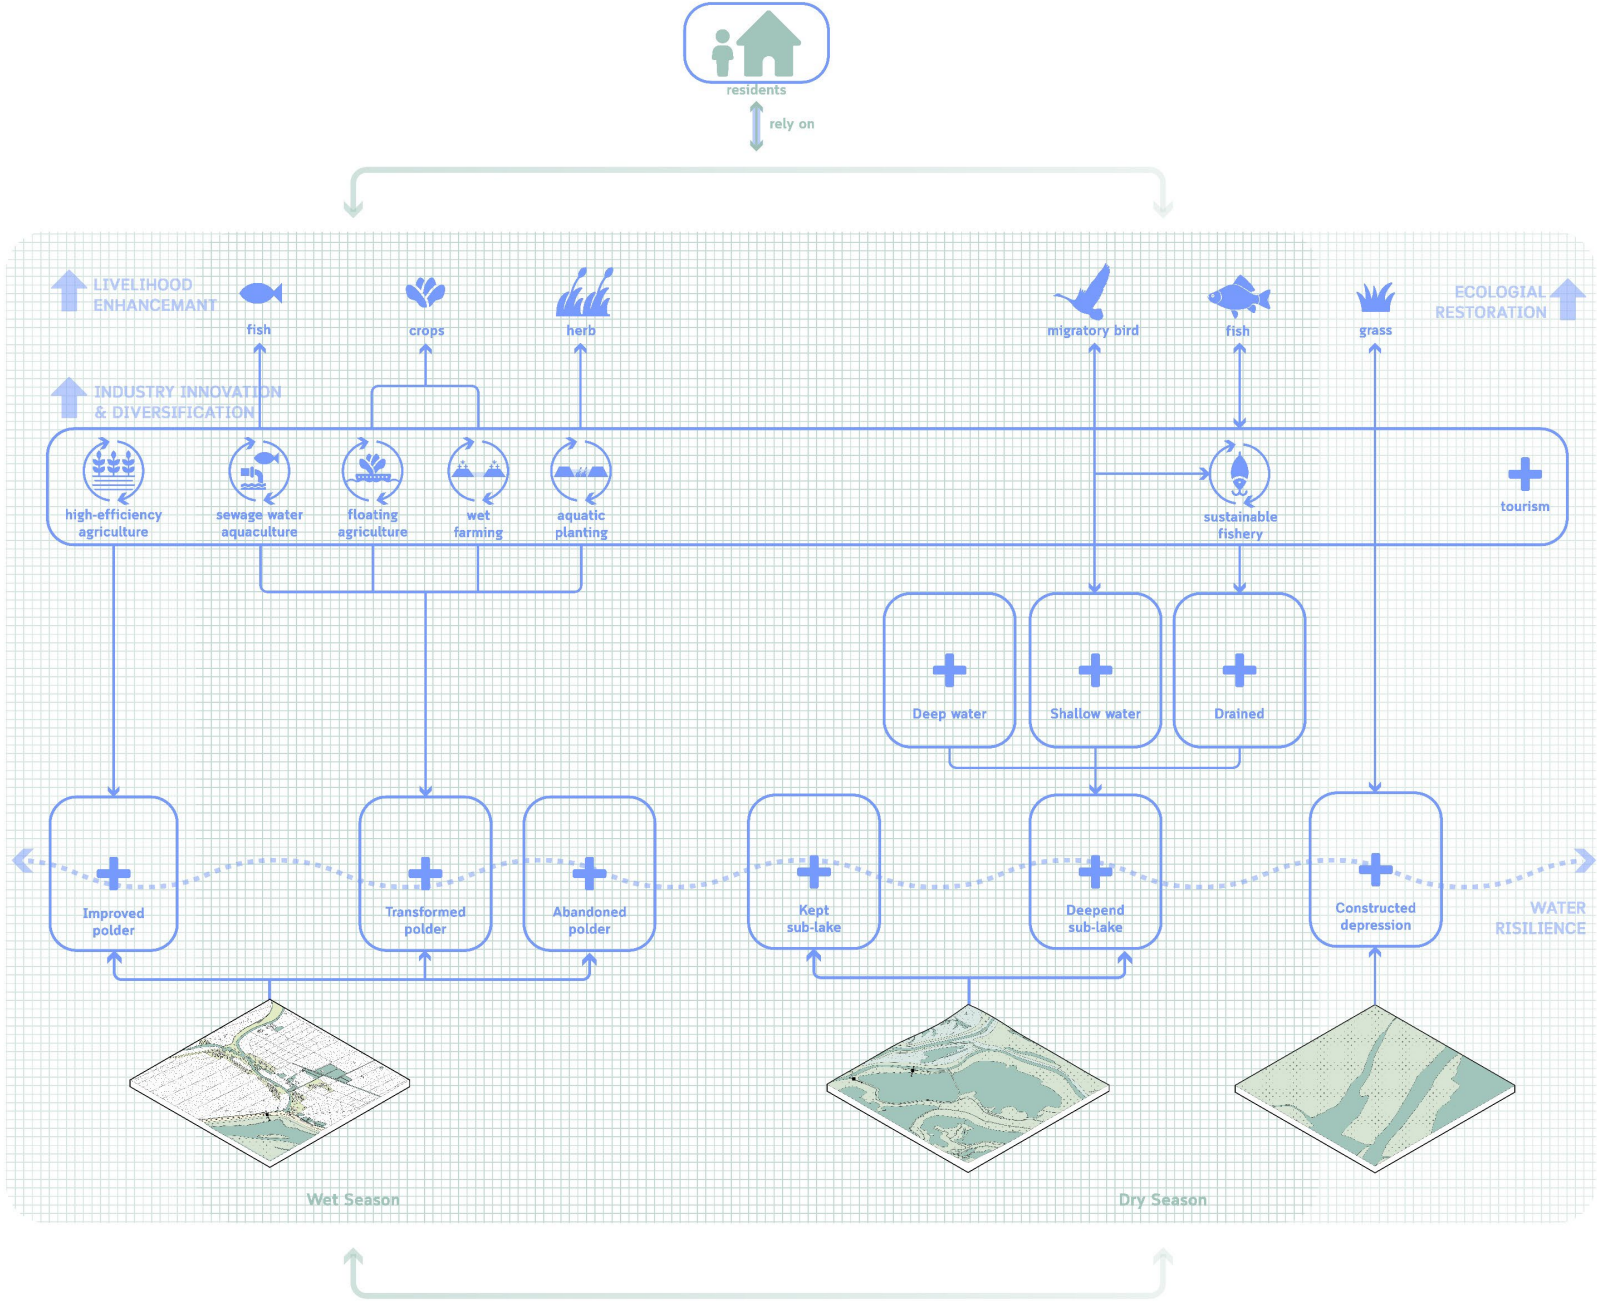 residents
rely on
LIVELIHOOD
ENHANCEMANT
fish
crops
herb
migratory bird
fish
grass
ECOLOGIAL
RESTORATION
INDUSTRY INNOVATION
& DIVERSIFICATION
high-efficiency
agriculture
sewage water
aquaculture
floating
agriculture
wet
farming
aquatic
planting
sustainable
fishery
tourism
Deep water
Shallow water
Drained
Improved
polder
Transformed
polder
Abandoned
polder
Kept
sub-lake
Deepend
sub-lake
Constructed
depression
WATER
RISILIENCE
Wet Season
Dry Season